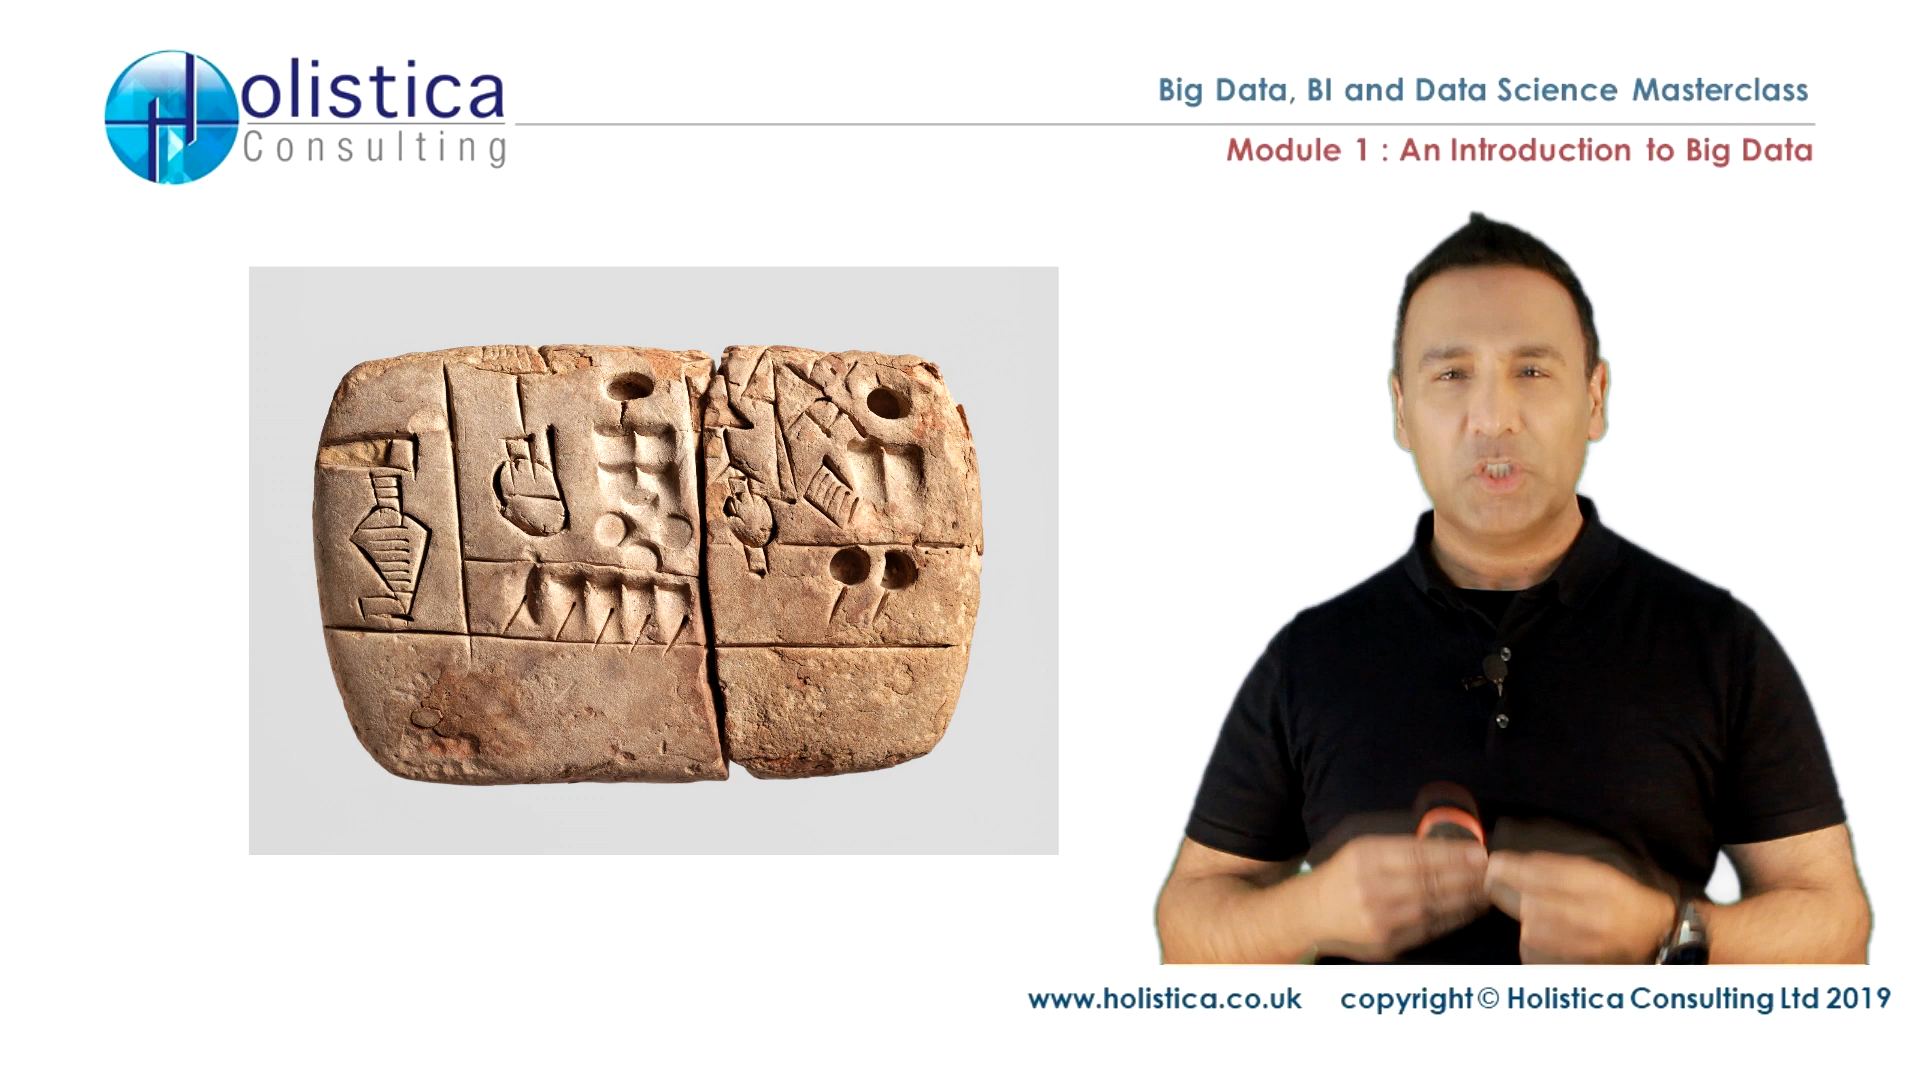 Holistica
Consulting
Big Data, BI and Data Science Masterclass
Module 1 : An Introduction to Big Data
www.holistica.co.uk copyright © Holistica Consulting Ltd 2019